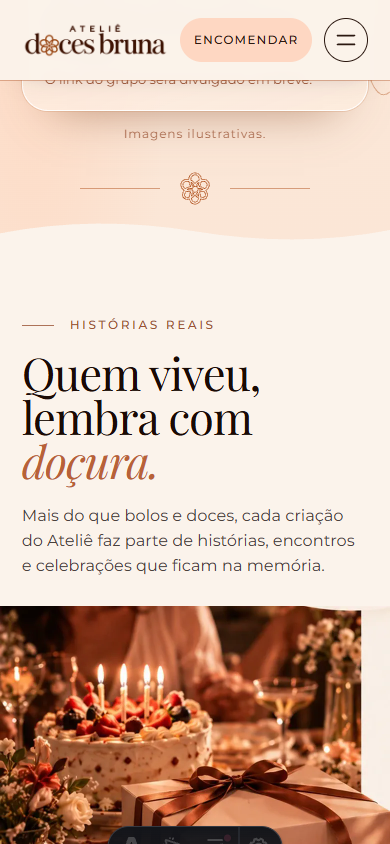 ATELIÊ
doces bruna
ENCOMENDAR
O link do grupo será divulgado em breve.
Imagens ilustrativas.
HISTÓRIAS REAIS
Quem viveu,
lembra com
doçura.
Mais do que bolos e doces, cada criação
do Ateliê faz parte de histórias, encontros
e celebrações que ficam na memória.